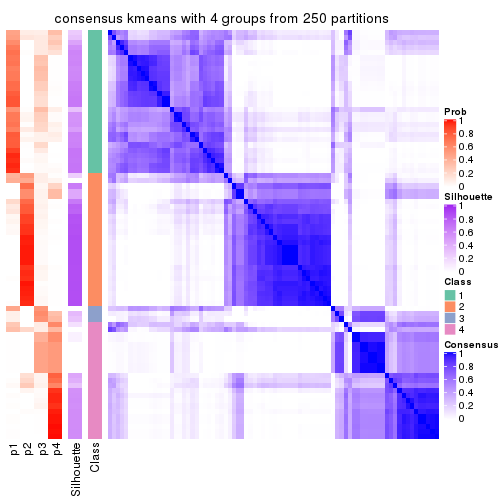 consensus kmeans with 4 groups from 250 partitions
Prob
1
0.8
0.6
0.4
0.2
0
Silhouette
1
0.8
0.6
0.4
0.2
0
Class
1
2
3
4
Consensus
1
0.8
0.6
0.4
0.2
0
p1
p2
p3
p4
Silhouette
Class